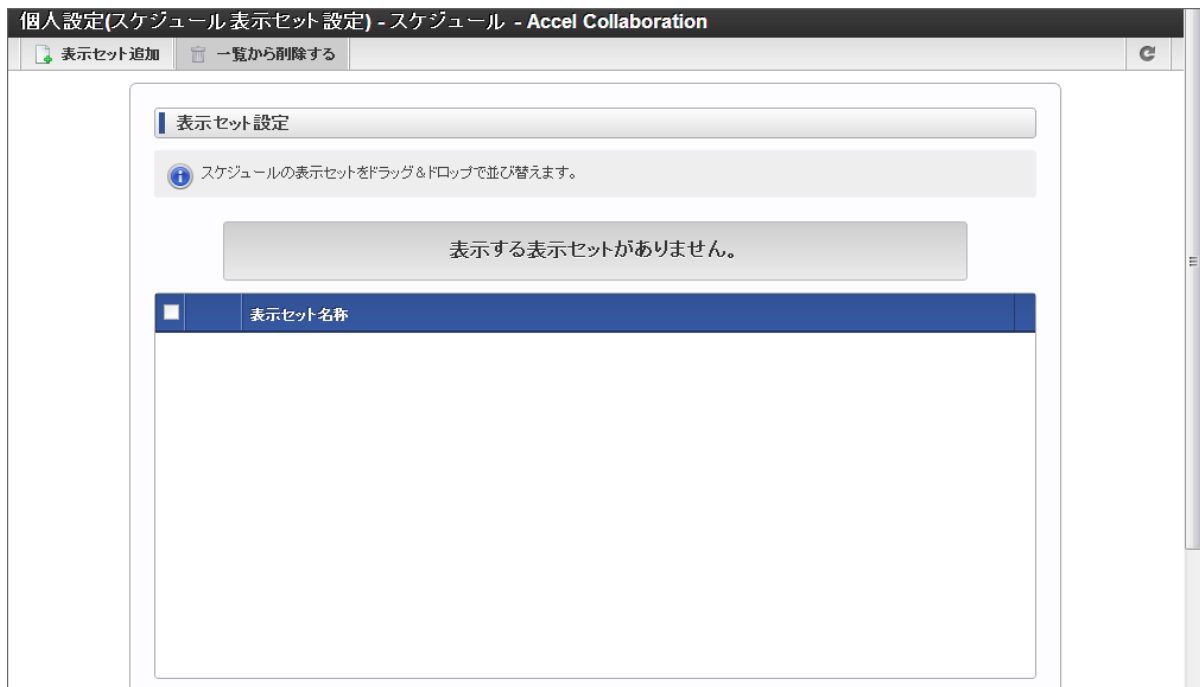 個人設定(スケジュール表示セット設定) - スケジュール - Accel Collaboration
表示セット追加 一覧から削除する
表示セット設定
スケジュールの表示セットをドラッグ&ドロップで並び替えます。
表示する表示セットがありません。
表示セット名称